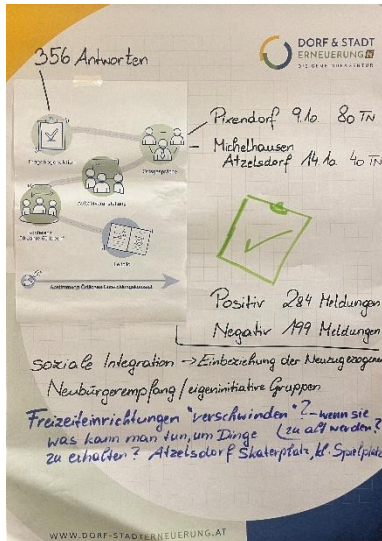 356 Antworten
DORF & STADT
ERNEUERUNG
Pixendorf 9.10. 80 TN
Michelhausen
Atzelsdorf 14.10. 40 TN
Positiv 284 Meldungen
Negativ 199 Meldungen
soziale Integration → Einbeziehung der Neuzugezogenen
Neubürgerempfang / eigeninitiative Gruppen
Freizeiteinrichtungen "verschwinden"? - wenn sie
was kann man tun, um Dinge (zu alt werden?
zu erhalten? Atzelsdorf Skaterplatz, kl. Spielplatz
WWW.DORF-STADTERNEUERUNG.AT